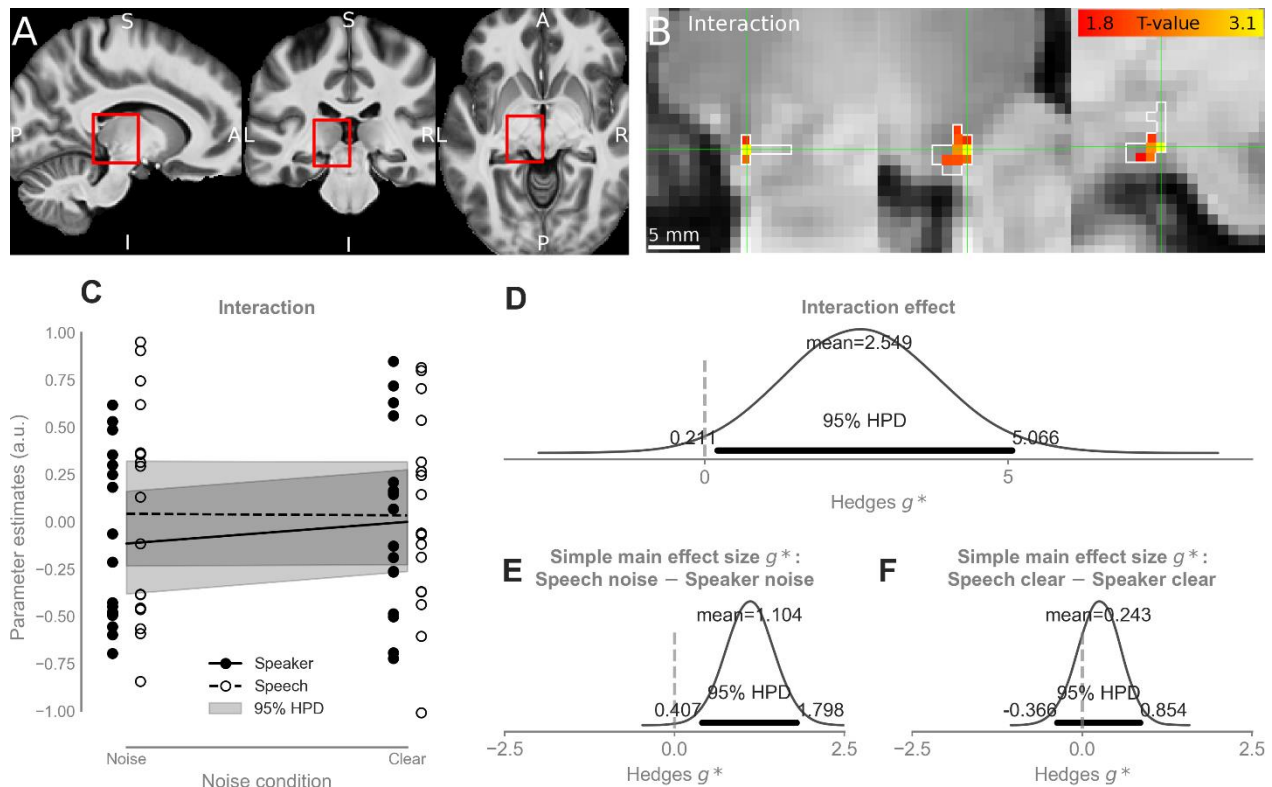 A
S
S
A
P
A
L
R
L
R
I
I
P
B
Interaction
1.8 T-value 3.1
5 mm
C
Interaction
1.00
0.75
0.50
0.25
0.00
−0.25
−0.50
−0.75
−1.00
Parameter estimates (a.u.)
Speaker
Speech
95% HPD
Noise
Clear
Noise condition
D
Interaction effect
mean=2.549
95% HPD
0.211
5.066
0
5
Hedges g*
E
Simple main effect size g*:
Speech noise − Speaker noise
mean=1.104
95% HPD
0.407
1.798
−2.5
0.0
2.5
Hedges g*
F
Simple main effect size g*:
Speech clear − Speaker clear
mean=0.243
95% HPD
-0.366
0.854
−2.5
0.0
2.5
Hedges g*